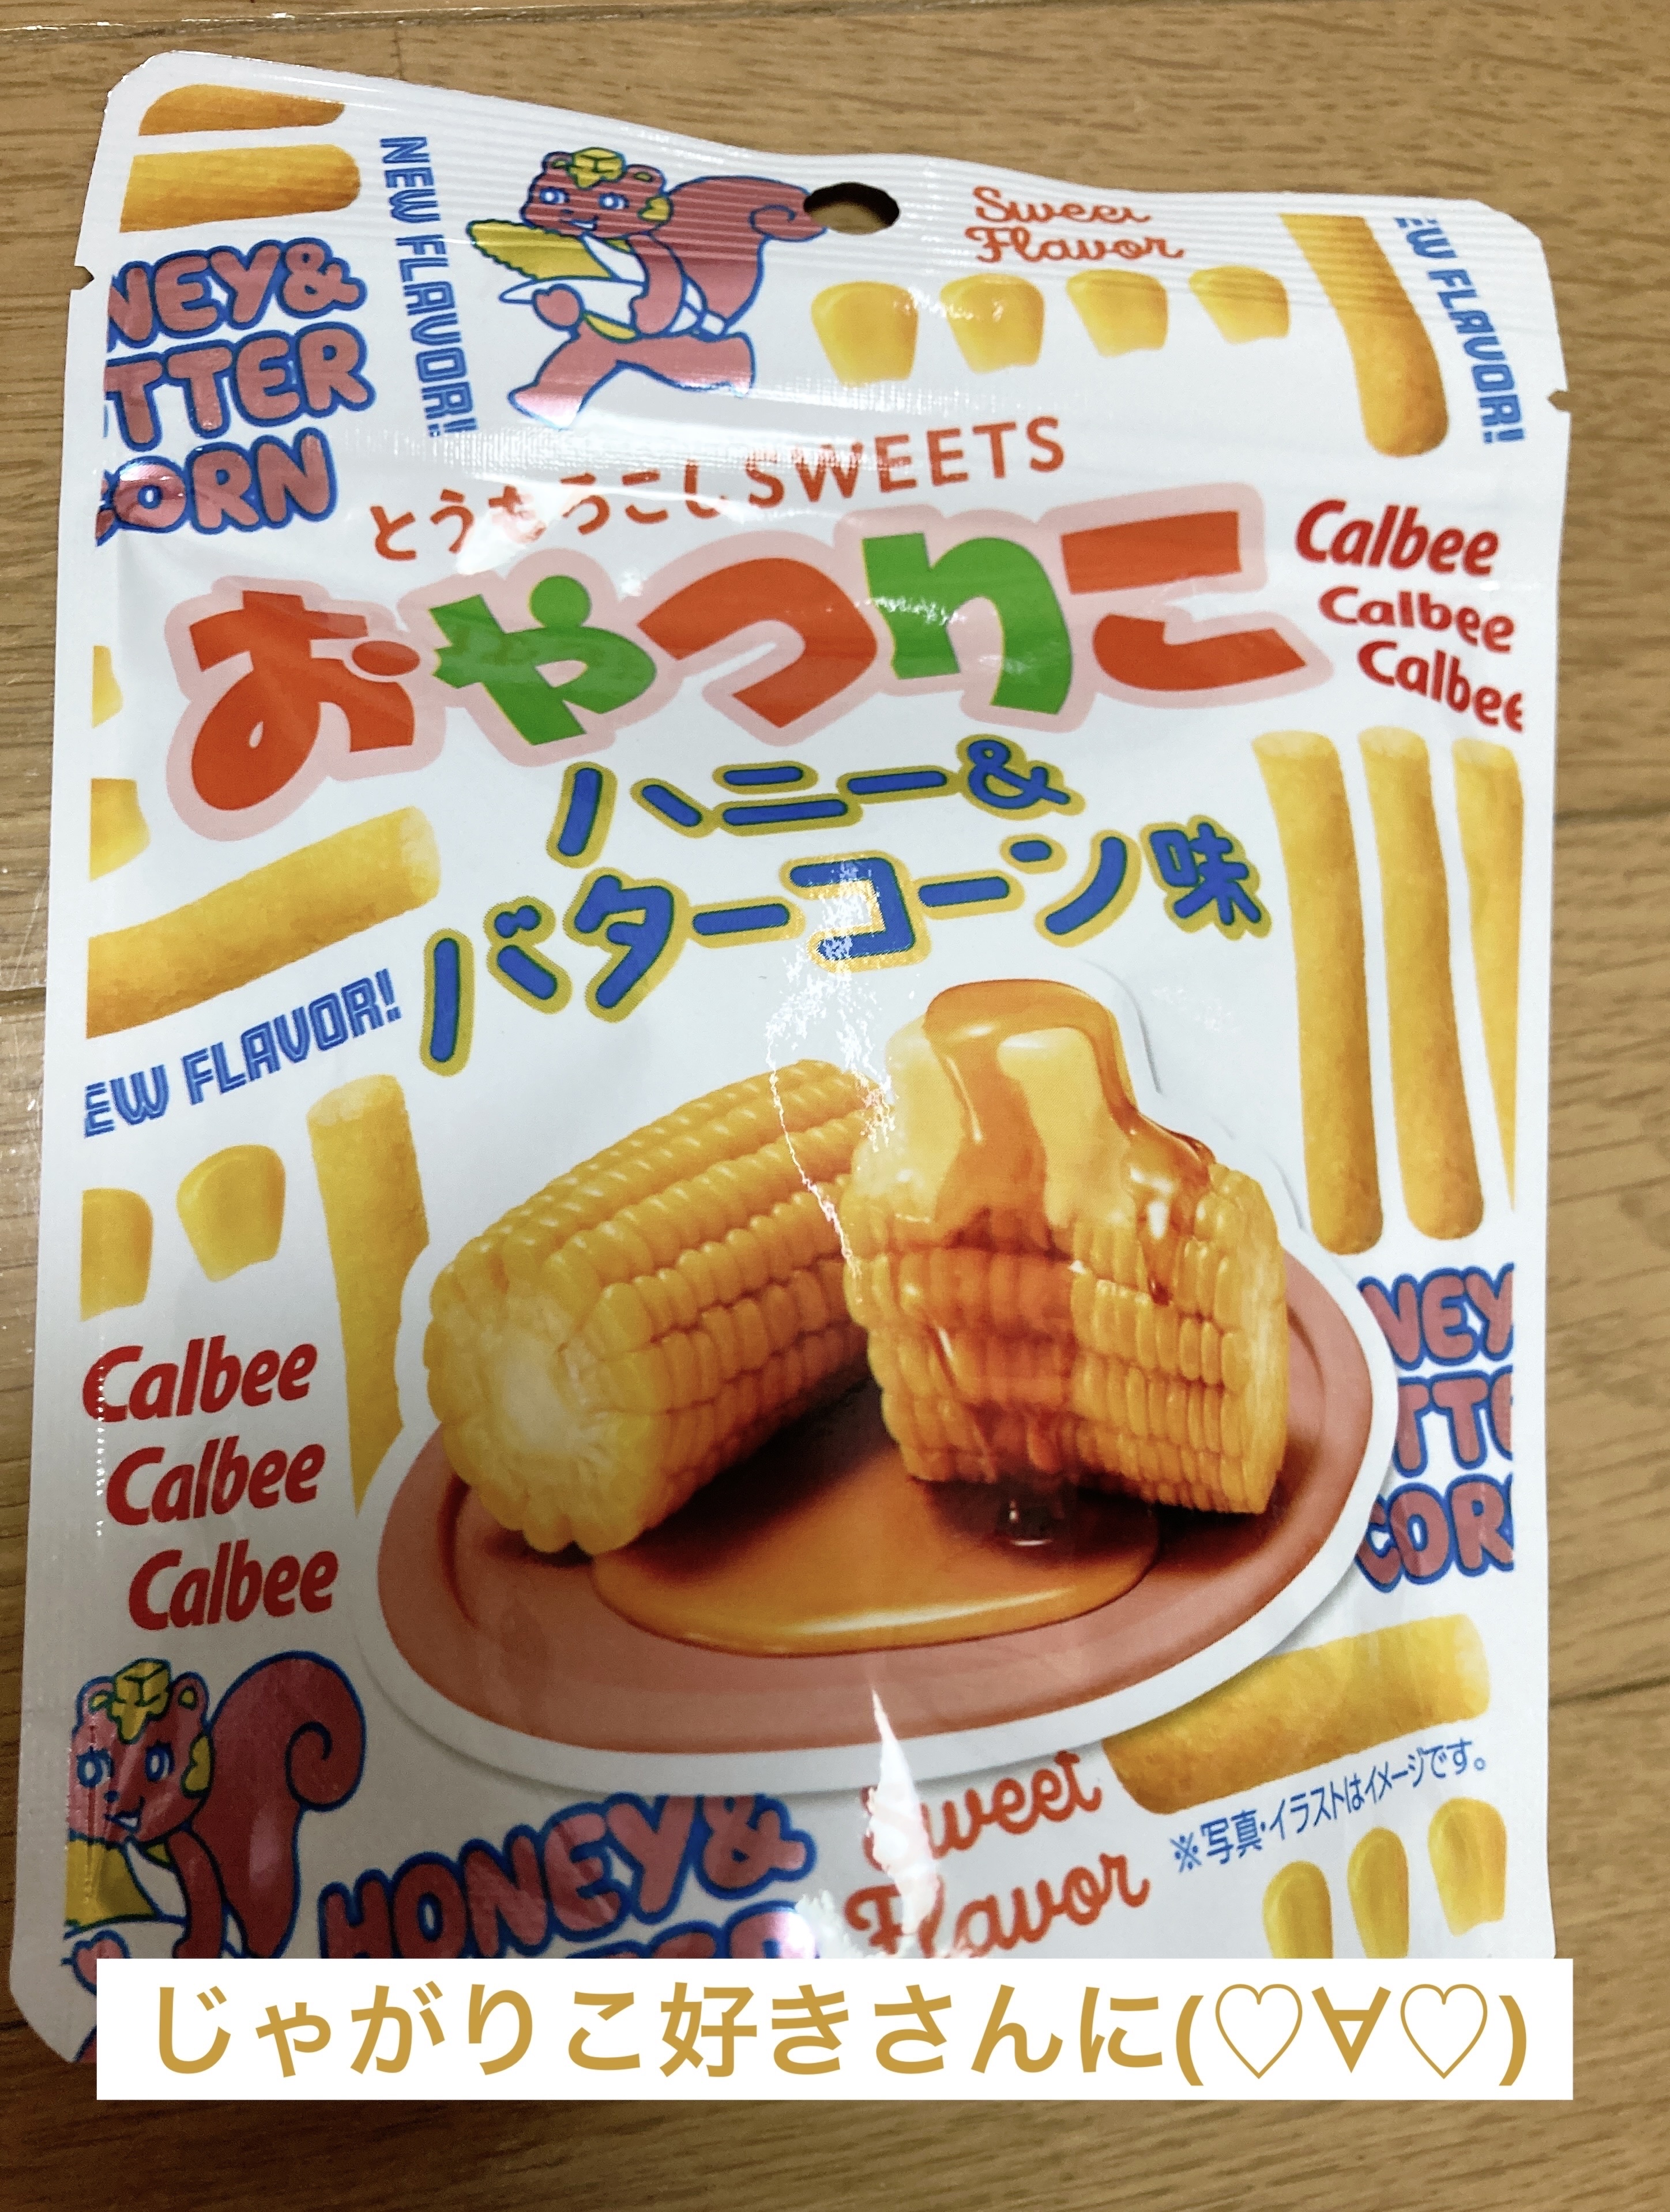 NEW FLAVOR!
Sweet
Flavor
EW FLAVOR!
NEY&
TTER
CORN
とうもろこしSWEETS
おやつりこ
Calbee
Calbee
Calbee
ハニー&
バターコーン味
EW FLAVOR!
NEY
TTE
COR
Calbee
Calbee
Calbee
HONEY&
Sweet
Flavor
※写真・イラストはイメージです。
じゃがりこ好きさんに(♡∀♡)